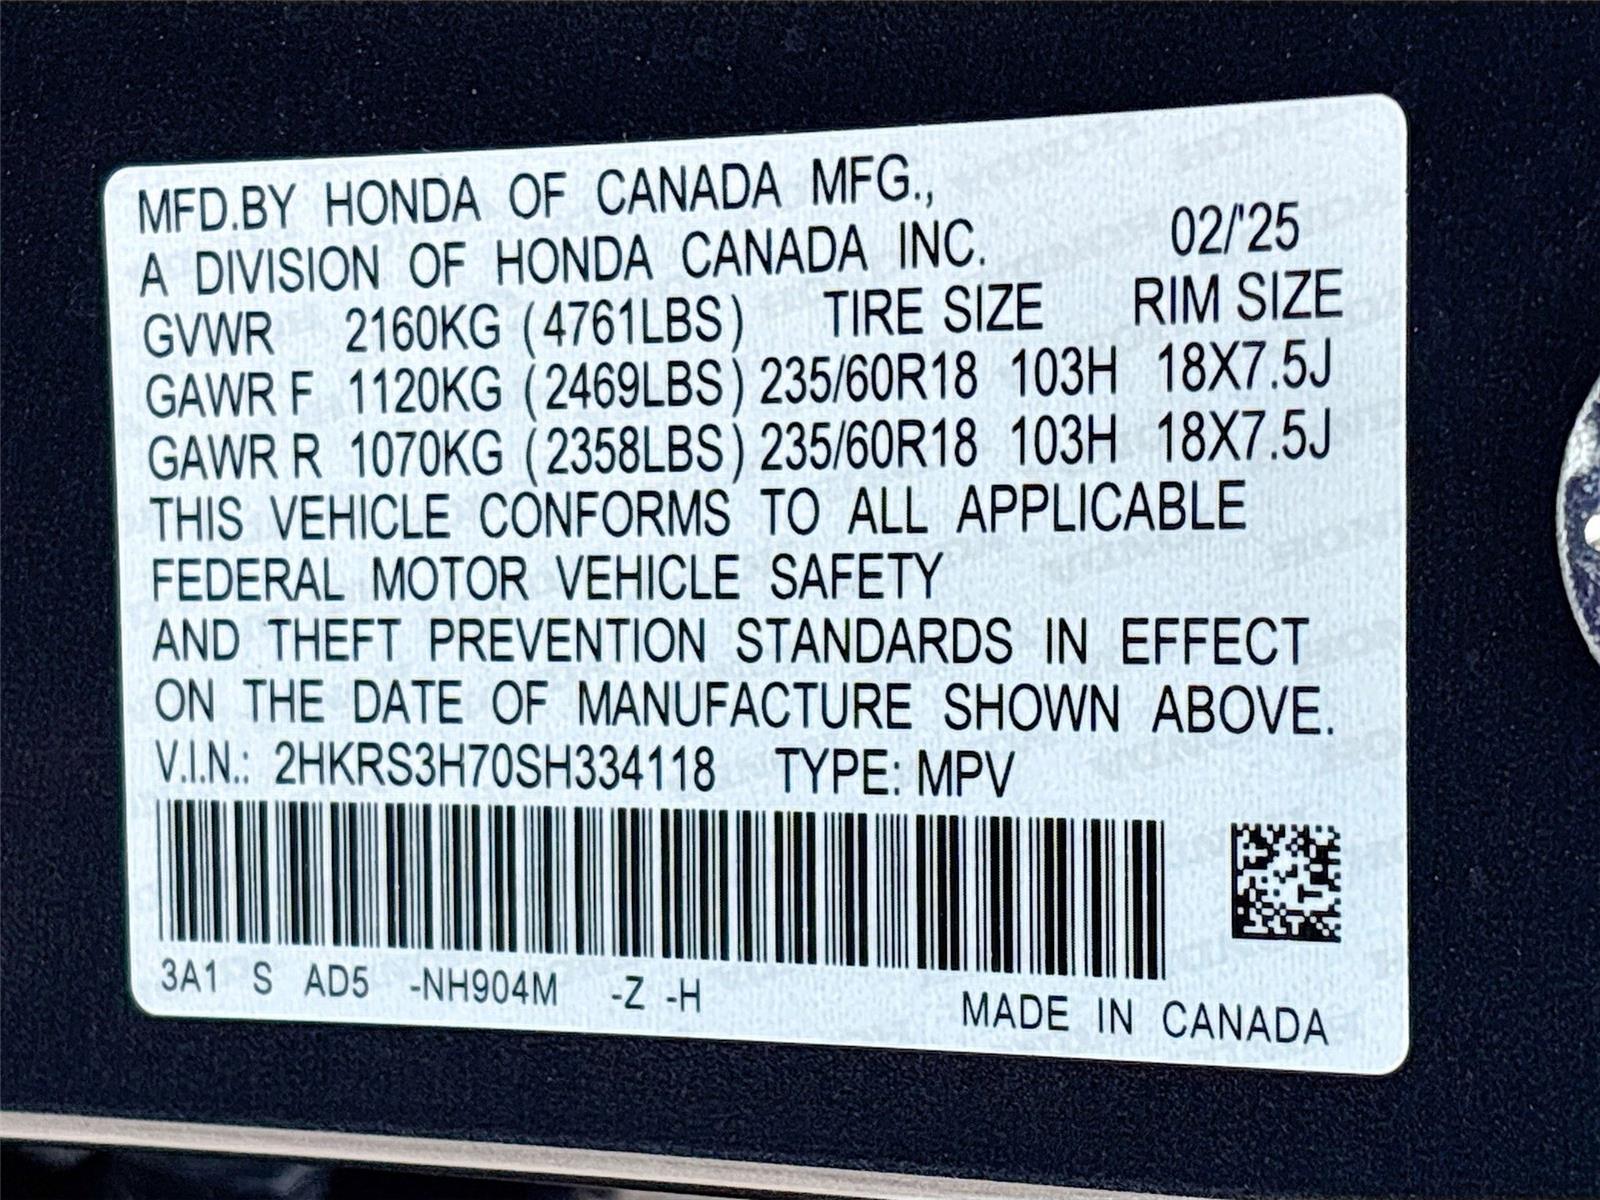 MFD.BY HONDA OF CANADA MFG.,
A DIVISION OF HONDA CANADA INC. 02/'25
GVWR 2160KG (4761LBS) TIRE SIZE RIM SIZE
GAWR F 1120KG (2469LBS) 235/60R18 103H 18X7.5J
GAWR R 1070KG (2358LBS) 235/60R18 103H 18X7.5J
THIS VEHICLE CONFORMS TO ALL APPLICABLE
FEDERAL MOTOR VEHICLE SAFETY
AND THEFT PREVENTION STANDARDS IN EFFECT
ON THE DATE OF MANUFACTURE SHOWN ABOVE.
V.I.N.: 2HKRS3H70SH334118 TYPE: MPV
3A1 S AD5 -NH904M -Z -H
MADE IN CANADA